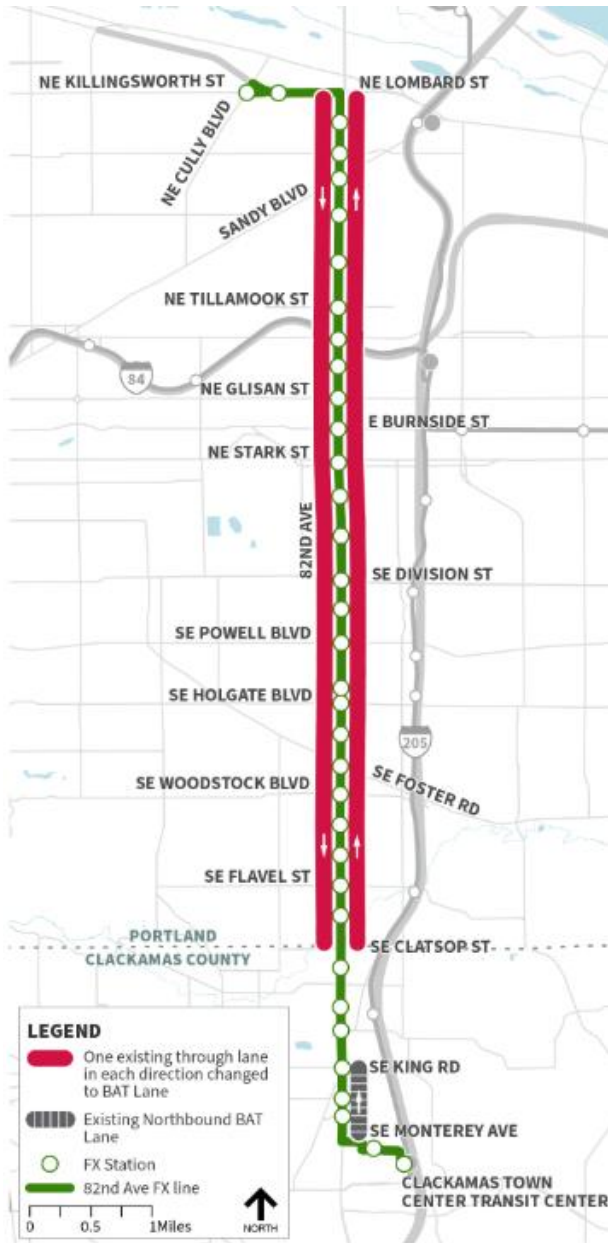 NE KILLINGSWORTH ST
NE LOMBARD ST
NE CULLY BLVD
SANDY BLVD
NE TILLAMOOK ST
84
NE GLISAN ST
E BURNSIDE ST
NE STARK ST
82ND AVE
SE DIVISION ST
SE POWELL BLVD
SE HOLGATE BLVD
205
SE WOODSTOCK BLVD
SE FOSTER RD
SE FLAVEL ST
PORTLAND
SE CLATSOP ST
CLACKAMAS COUNTY
SE KING RD
SE MONTEREY AVE
CLACKAMAS TOWN
CENTER TRANSIT CENTER
LEGEND
One existing through lane
in each direction changed
to BAT Lane
Existing Northbound BAT
Lane
FX Station
82nd Ave FX line
0 0.5 1Miles
NORTH